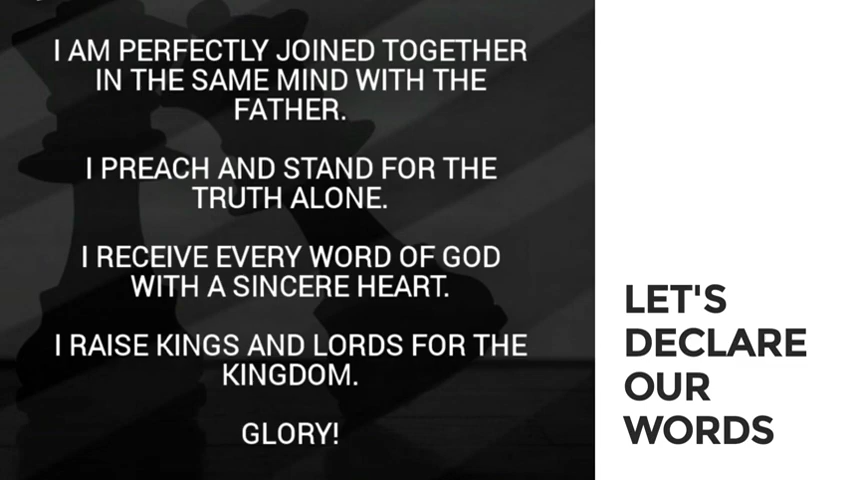 I AM PERFECTLY JOINED TOGETHER
IN THE SAME MIND WITH THE
FATHER.
I PREACH AND STAND FOR THE
TRUTH ALONE.
I RECEIVE EVERY WORD OF GOD
WITH A SINCERE HEART.
I RAISE KINGS AND LORDS FOR THE
KINGDOM.
GLORY!
LET'S
DECLARE
OUR
WORDS